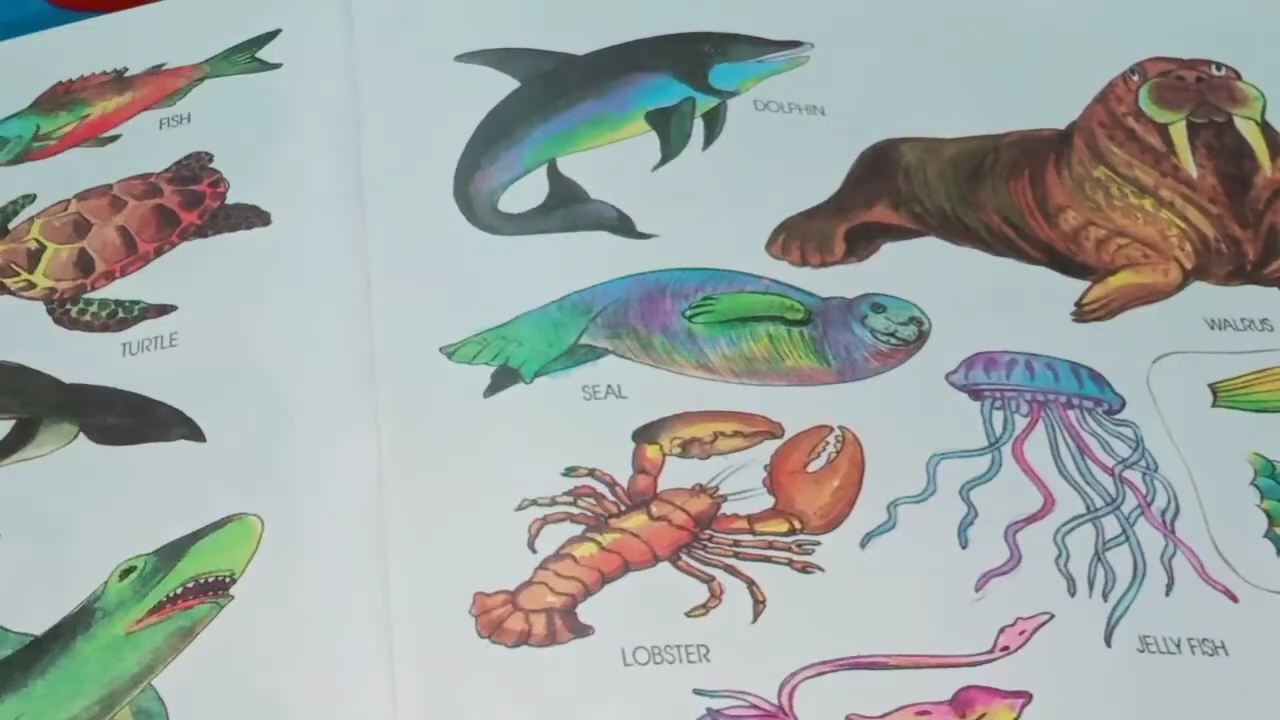 FISH
TURTLE
DOLPHIN
WALRUS
SEAL
LOBSTER
JELLY FISH